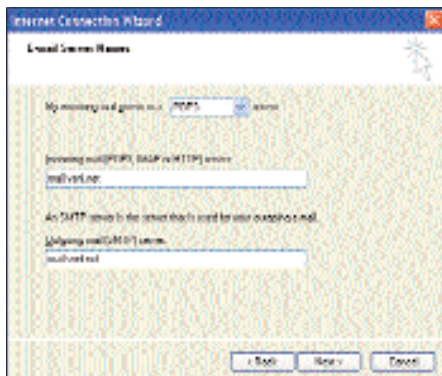 Internet Connection Wizard
E-mail Server Names
My incoming mail server is a POP3 server
Incoming mail (POP3, IMAP or HTTP) server:
An SMTP server is the server that is used for your outgoing e-mail.
Outgoing mail (SMTP) server:
< Back
Next >
Cancel